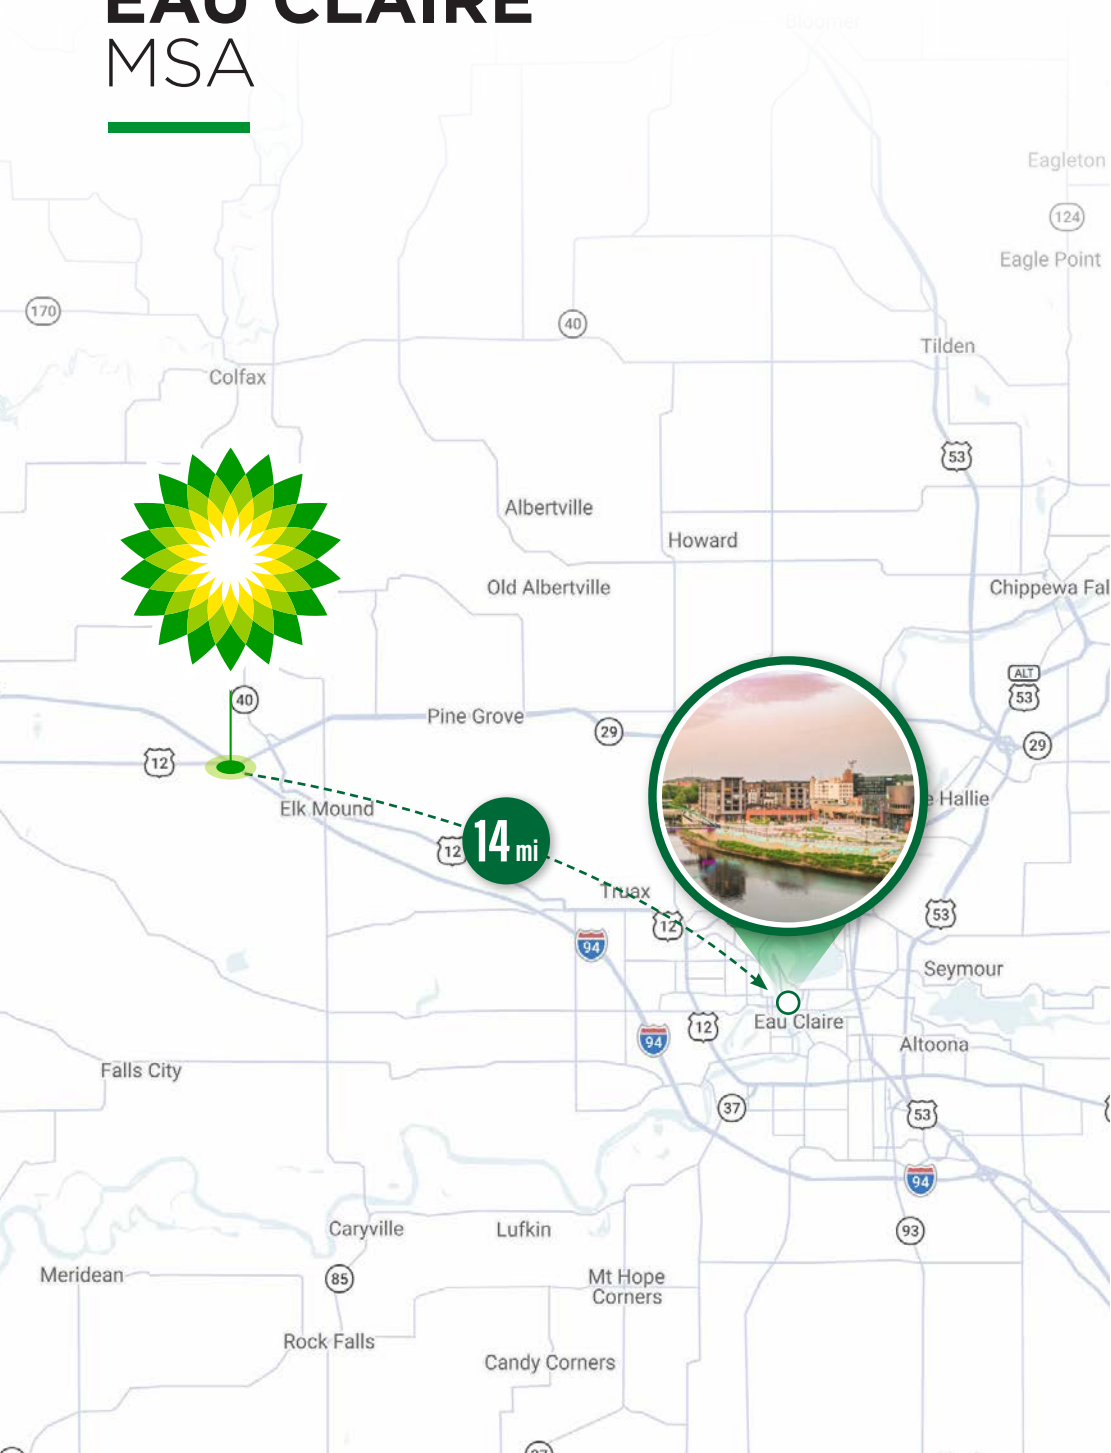 EAU CLAIRE
MSA
Bloomer
Eagleton
124
Eagle Point
170
40
Tilden
Colfax
53
Albertville
Howard
Old Albertville
Chippewa Fal
ALT
53
40
Pine Grove
29
29
12
e Hallie
Elk Mound
14 mi
12
Truax
53
12
94
Seymour
Eau Claire
12
94
Altoona
Falls City
37
53
94
Caryville
Lufkin
93
Meridean
85
Mt Hope
Corners
Rock Falls
Candy Corners